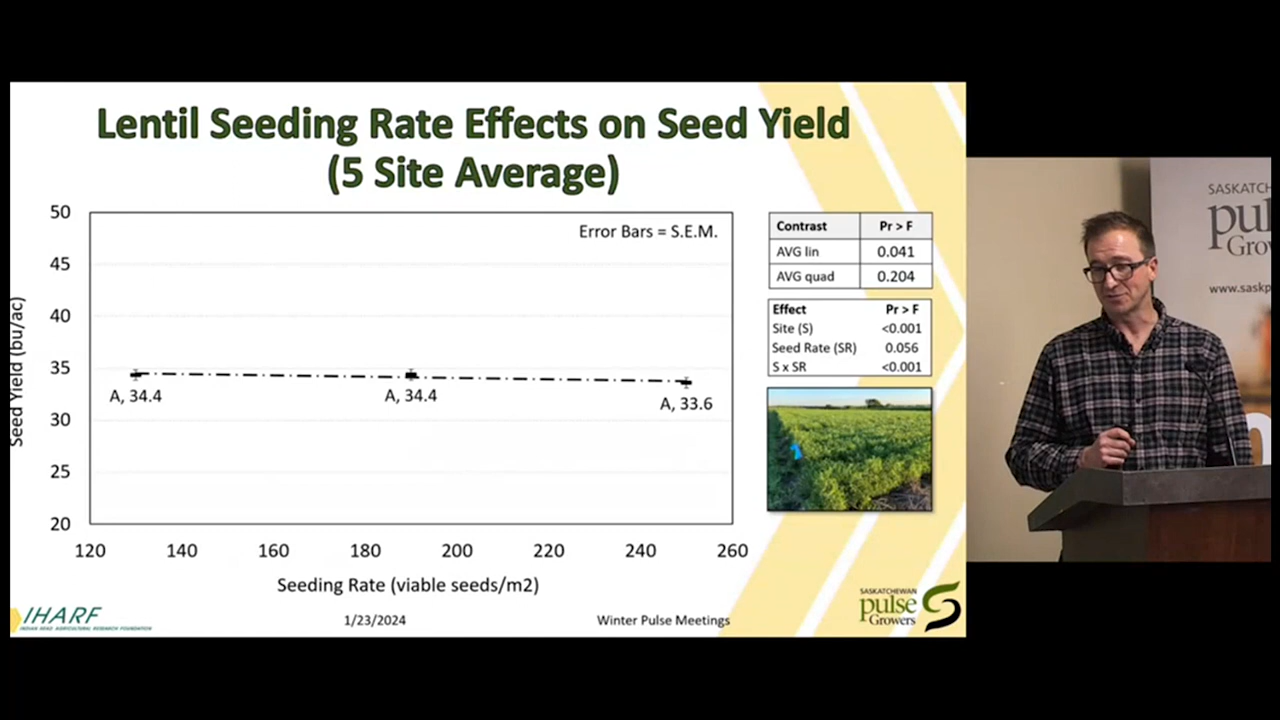 Lentil Seeding Rate Effects on Seed Yield
(5 Site Average)
50
45
40
35
30
25
20
Seed Yield (bu/ac)
Error Bars = S.E.M.
A, 34.4
A, 34.4
A, 33.6
120 140 160 180 200 220 240 260
Seeding Rate (viable seeds/m2)
Contrast Pr > F
AVG lin 0.041
AVG quad 0.204
Effect Pr > F
Site (S) <0.001
Seed Rate (SR) 0.056
S x SR <0.001
IHARF
INDIAN HEAD AGRICULTURAL RESEARCH FOUNDATION
1/23/2024
Winter Pulse Meetings
SASKATCHEWAN
pulse
Growers
SASKATCH
pul
Grow
www.saskp